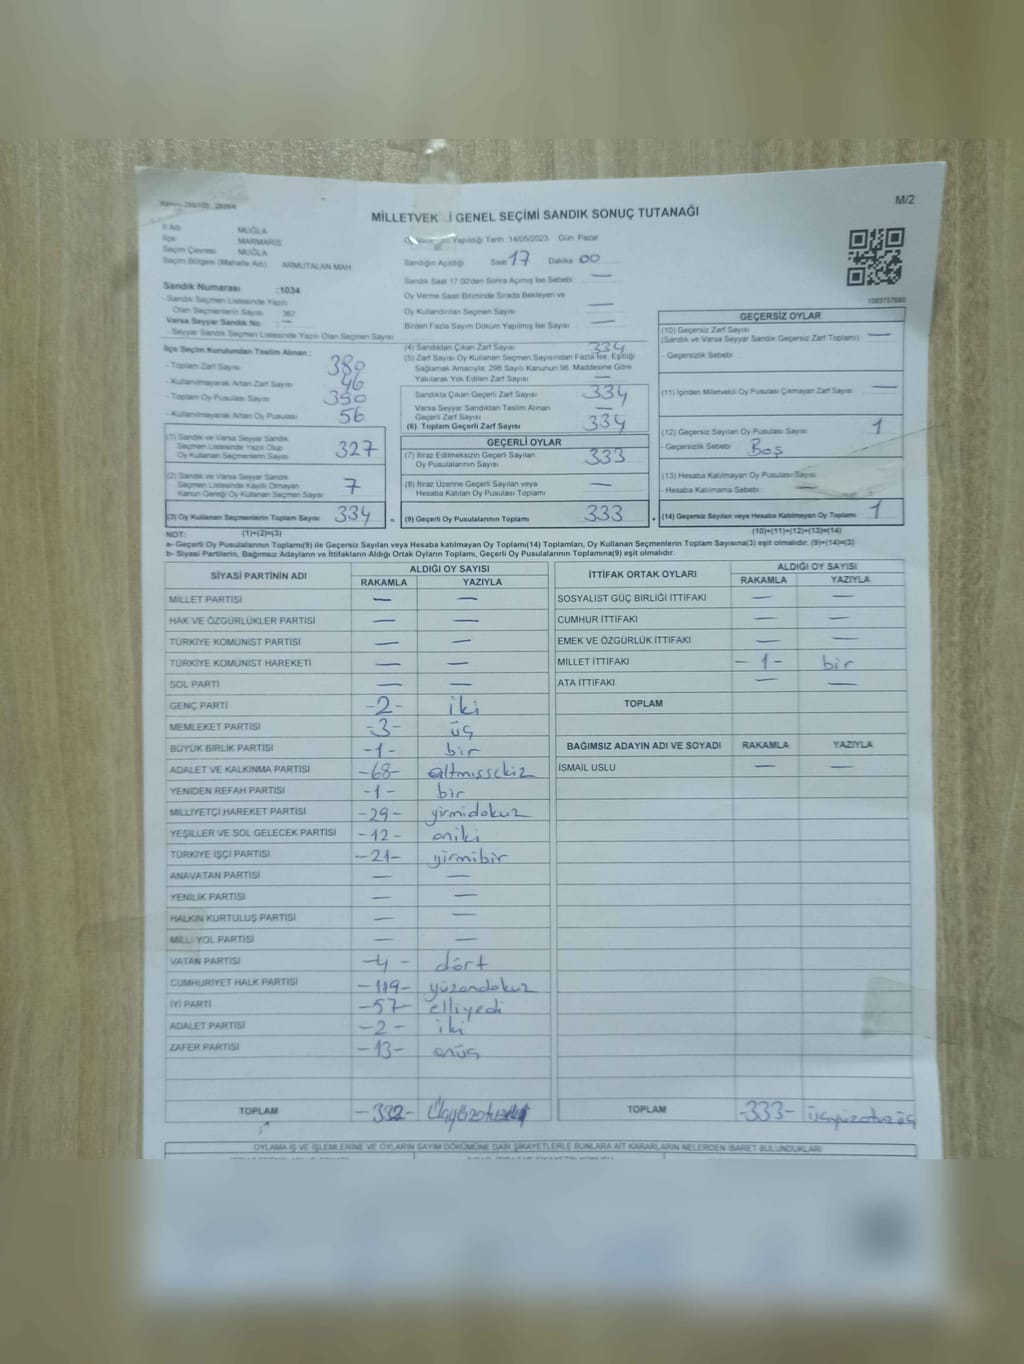 M/2
MİLLETVEK İ GENEL SEÇİMİ SANDIK SONUÇ TUTANAĞI
İl Adı MUĞLA
İlçe MARMARİS
Seçim Çevresi MUĞLA
Seçim Bölgesi (Mahalle Adı) ARMUTALAN MAH.
Sandık Numarası :1034
- Sandık Seçmen Listesinde Yazılı
Olan Seçmenlerin Sayısı 367
Varsa Seyyar Sandık No : —
- Seyyar Sandık Seçmen Listesinde Yazılı Olan Seçmen Sayısı
İlçe Seçim Kurulundan Teslim Alınan :
- Toplam Zarf Sayısı 380
- Kullanılmayarak Artan Zarf Sayısı 46
- Toplam Oy Pusulası Sayısı 390
- Kullanılmayarak Artan Oy Pusulası 56
(1) Sandık ve Varsa Seyyar Sandık
Seçmen Listesinde Yazılı Olup
Oy Kullanan Seçmenlerin Sayısı 327
(2) Sandık ve Varsa Seyyar Sandık
Seçmen Listesinde Kayıtlı Olmayan
Kanun Gereği Oy Kullanan Seçmen Sayısı 7
(3) Oy Kullanan Seçmenlerin Toplam Sayısı 334 =
Yapıldığı Tarih :14/05/2023 Gün Pazar
Sandığın Açıldığı Saat 17 Dakika 00
Sandık Saat 17:00'den Sonra Açılmış İse Sebebi —
Oy Verme Saati Bitiminde Sırada Bekleyen ve
Oy Kullandırılan Seçmen Sayısı —
Birden Fazla Sayım Döküm Yapılmış İse Sayısı —
(4) Sandıktan Çıkan Zarf Sayısı 334
(5) Zarf Sayısı Oy Kullanan Seçmen Sayısından Fazla İse, Eşitliği
Sağlamak Amacıyla; 298 Sayılı Kanunun 98. Maddesine Göre
Yakılarak Yok Edilen Zarf Sayısı —
Sandıkta Çıkan Geçerli Zarf Sayısı 334
Varsa Seyyar Sandıktan Teslim Alınan
Geçerli Zarf Sayısı —
(6) Toplam Geçerli Zarf Sayısı 334
GEÇERLİ OYLAR
(7) İtiraz Edilmeksizin Geçerli Sayılan
Oy Pusulalarının Sayısı 333
(8) İtiraz Üzerine Geçerli Sayılan veya
Hesaba Katılan Oy Pusulası Toplamı —
(9) Geçerli Oy Pusulalarının Toplamı 333 +
1083757880
GEÇERSİZ OYLAR
(10) Geçersiz Zarf Sayısı
(Sandık ve Varsa Seyyar Sandık Geçersiz Zarf Toplamı) —
- Geçersizlik Sebebi
(11) İçinden Milletvekili Oy Pusulası Çıkmayan Zarf Sayısı —
(12) Geçersiz Sayılan Oy Pusulası Sayısı 1
- Geçersizlik Sebebi Boş
(13) Hesaba Katılmayan Oy Pusulası Sayısı
- Hesaba Katılmama Sebebi :
(14) Geçersiz Sayılan veya Hesaba Katılmayan Oy Toplamı 1
NOT: (1)+(2)=(3) (10)+(11)+(12)+(13)=(14)
a- Geçerli Oy Pusulalarının Toplamı(9) ile Geçersiz Sayılan veya Hesaba katılmayan Oy Toplamı(14) Toplamları, Oy Kullanan Seçmenlerin Toplam Sayısına(3) eşit olmalıdır. (9)+(14)=(3)
b- Siyasi Partilerin, Bağımsız Adayların ve İttifakların Aldığı Ortak Oyların Toplamı, Geçerli Oy Pusulalarının Toplamına(9) eşit olmalıdır.
SİYASİ PARTİNİN ADI ALDIĞI OY SAYISI
RAKAMLA YAZIYLA
MİLLET PARTİSİ — —
HAK VE ÖZGÜRLÜKLER PARTİSİ — —
TÜRKİYE KOMÜNİST PARTİSİ — —
TÜRKİYE KOMÜNİST HAREKETİ — —
SOL PARTİ — —
GENÇ PARTİ -2- iki
MEMLEKET PARTİSİ -3- üç
BÜYÜK BİRLİK PARTİSİ -1- bir
ADALET VE KALKINMA PARTİSİ -68- altmışsekiz
YENİDEN REFAH PARTİSİ -1- bir
MİLLİYETÇİ HAREKET PARTİSİ -29- yirmidokuz
YEŞİLLER VE SOL GELECEK PARTİSİ -12- oniki
TÜRKİYE İŞÇİ PARTİSİ -21- yirmibir
ANAVATAN PARTİSİ — —
YENİLİK PARTİSİ — —
HALKIN KURTULUŞ PARTİSİ — —
MİLLİ YOL PARTİSİ — —
VATAN PARTİSİ -4- dört
CUMHURİYET HALK PARTİSİ -119- yüzondokuz
İYİ PARTİ -57- elliyedi
ADALET PARTİSİ -2- iki
ZAFER PARTİSİ -13- onüç
TOPLAM -332-
İTTİFAK ORTAK OYLARI ALDIĞI OY SAYISI
RAKAMLA YAZIYLA
SOSYALİST GÜÇ BİRLİĞİ İTTİFAKI — —
CUMHUR İTTİFAKI — —
EMEK VE ÖZGÜRLÜK İTTİFAKI — —
MİLLET İTTİFAKI -1- bir
ATA İTTİFAKI — —
TOPLAM
BAĞIMSIZ ADAYIN ADI VE SOYADI RAKAMLA YAZIYLA
İSMAİL USLU — —
TOPLAM -333- üçyüzotuzüç
OYLAMA İŞ VE İŞLEMLERİNE VE OYLARIN SAYIM DÖKÜMÜNE DAİR ŞİKAYETLERLE BUNLARA AİT KARARLARIN NELERDEN İBARET BULUNDUKLARI